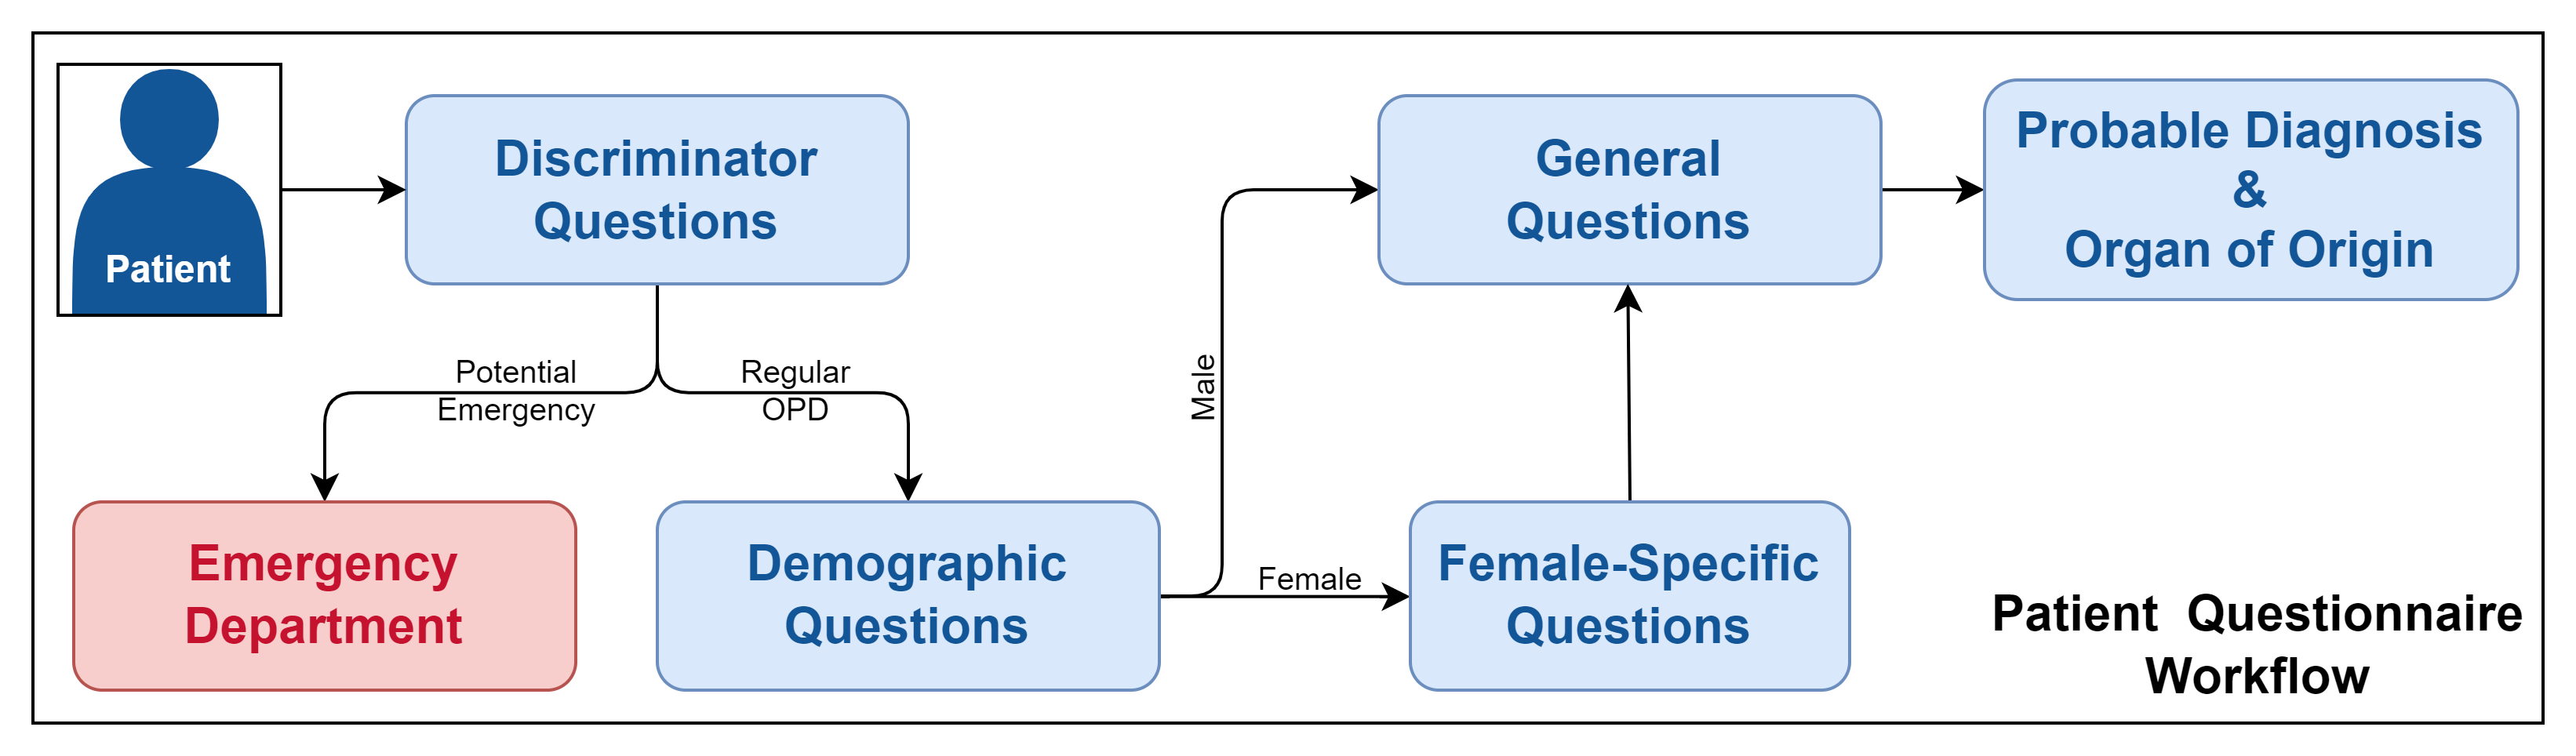 Patient
Discriminator
Questions
Potential
Emergency
Regular
OPD
Emergency
Department
Demographic
Questions
Male
Female
General
Questions
Female-Specific
Questions
Probable Diagnosis
&
Organ of Origin
Patient Questionnaire
Workflow